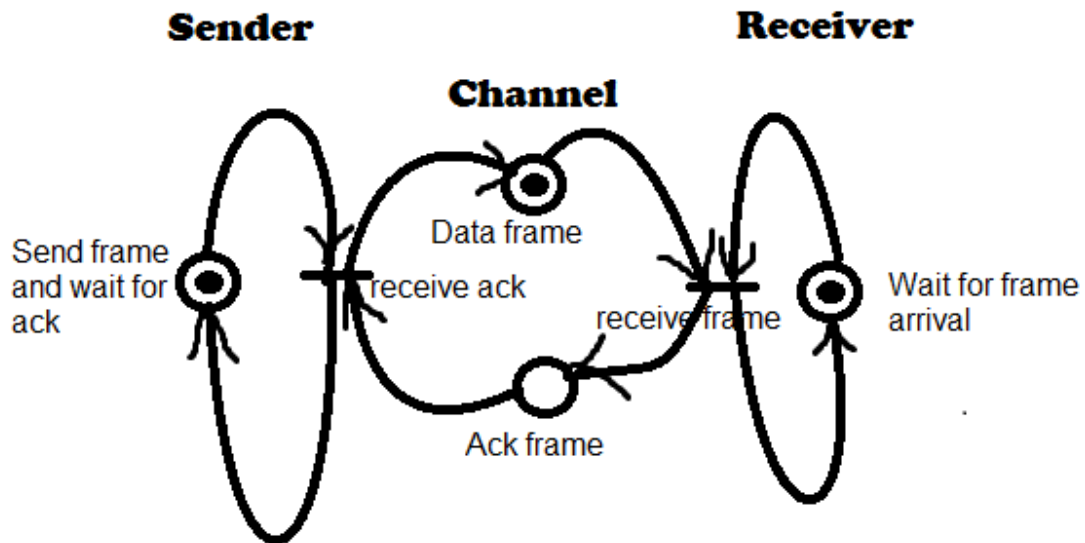 Sender
Receiver
Channel
Data frame
Send frame
and wait for
ack
receive ack
receive frame
Wait for frame
arrival
Ack frame